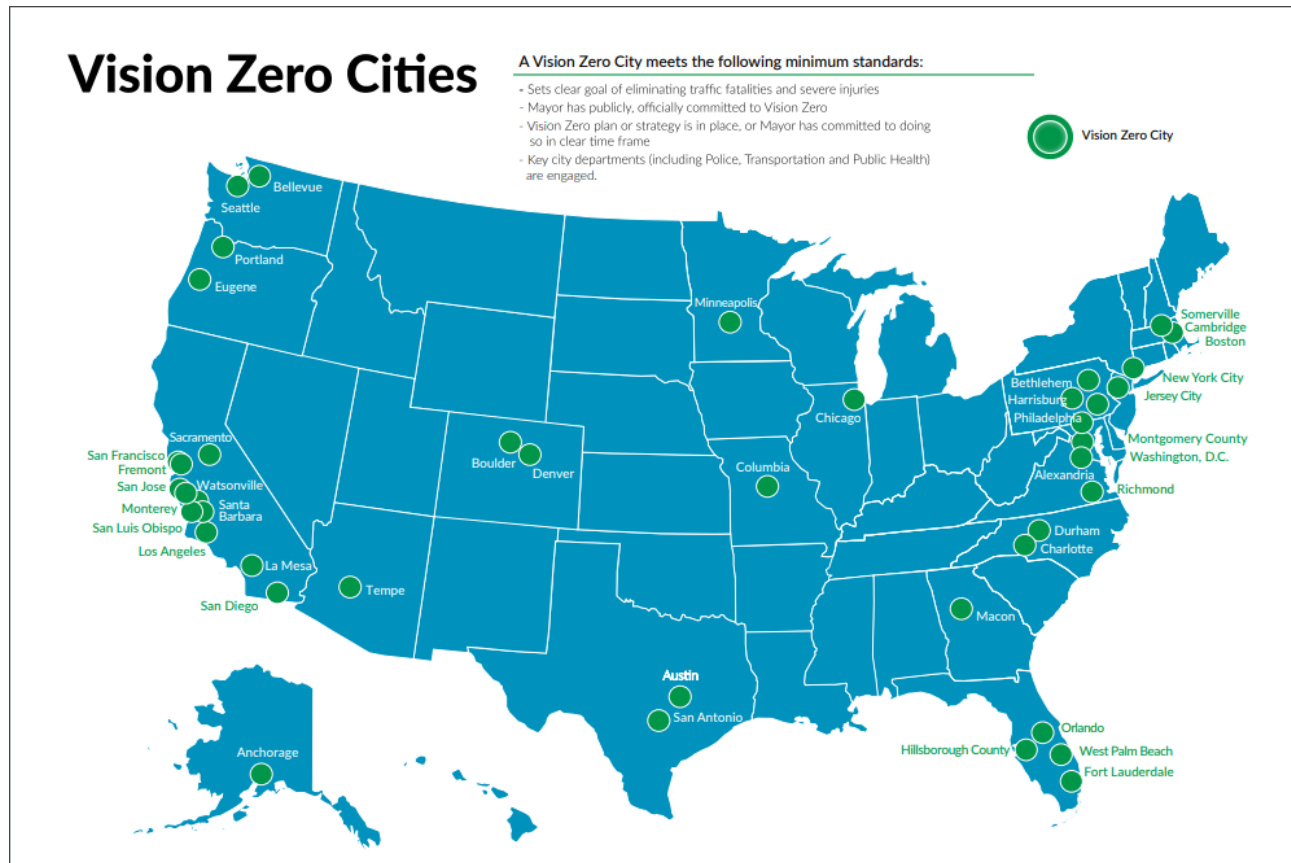 Vision Zero Cities
A Vision Zero City meets the following minimum standards:
- Sets clear goal of eliminating traffic fatalities and severe injuries
- Mayor has publicly, officially committed to Vision Zero
- Vision Zero plan or strategy is in place, or Mayor has committed to doing
so in clear time frame
- Key city departments (including Police, Transportation and Public Health)
are engaged.
Vision Zero City
Bellevue
Seattle
Portland
Eugene
Minneapolis
Somerville
Cambridge
Boston
New York City
Bethlehem
Jersey City
Harrisburg
Philadelphia
Chicago
Sacramento
San Francisco
Fremont
San Jose
Watsonville
Monterey
Santa
Barbara
San Luis Obispo
Los Angeles
La Mesa
San Diego
Boulder
Denver
Columbia
Montgomery County
Washington, D.C.
Alexandria
Richmond
Durham
Charlotte
Tempe
Macon
Austin
San Antonio
Anchorage
Orlando
Hillsborough County
West Palm Beach
Fort Lauderdale